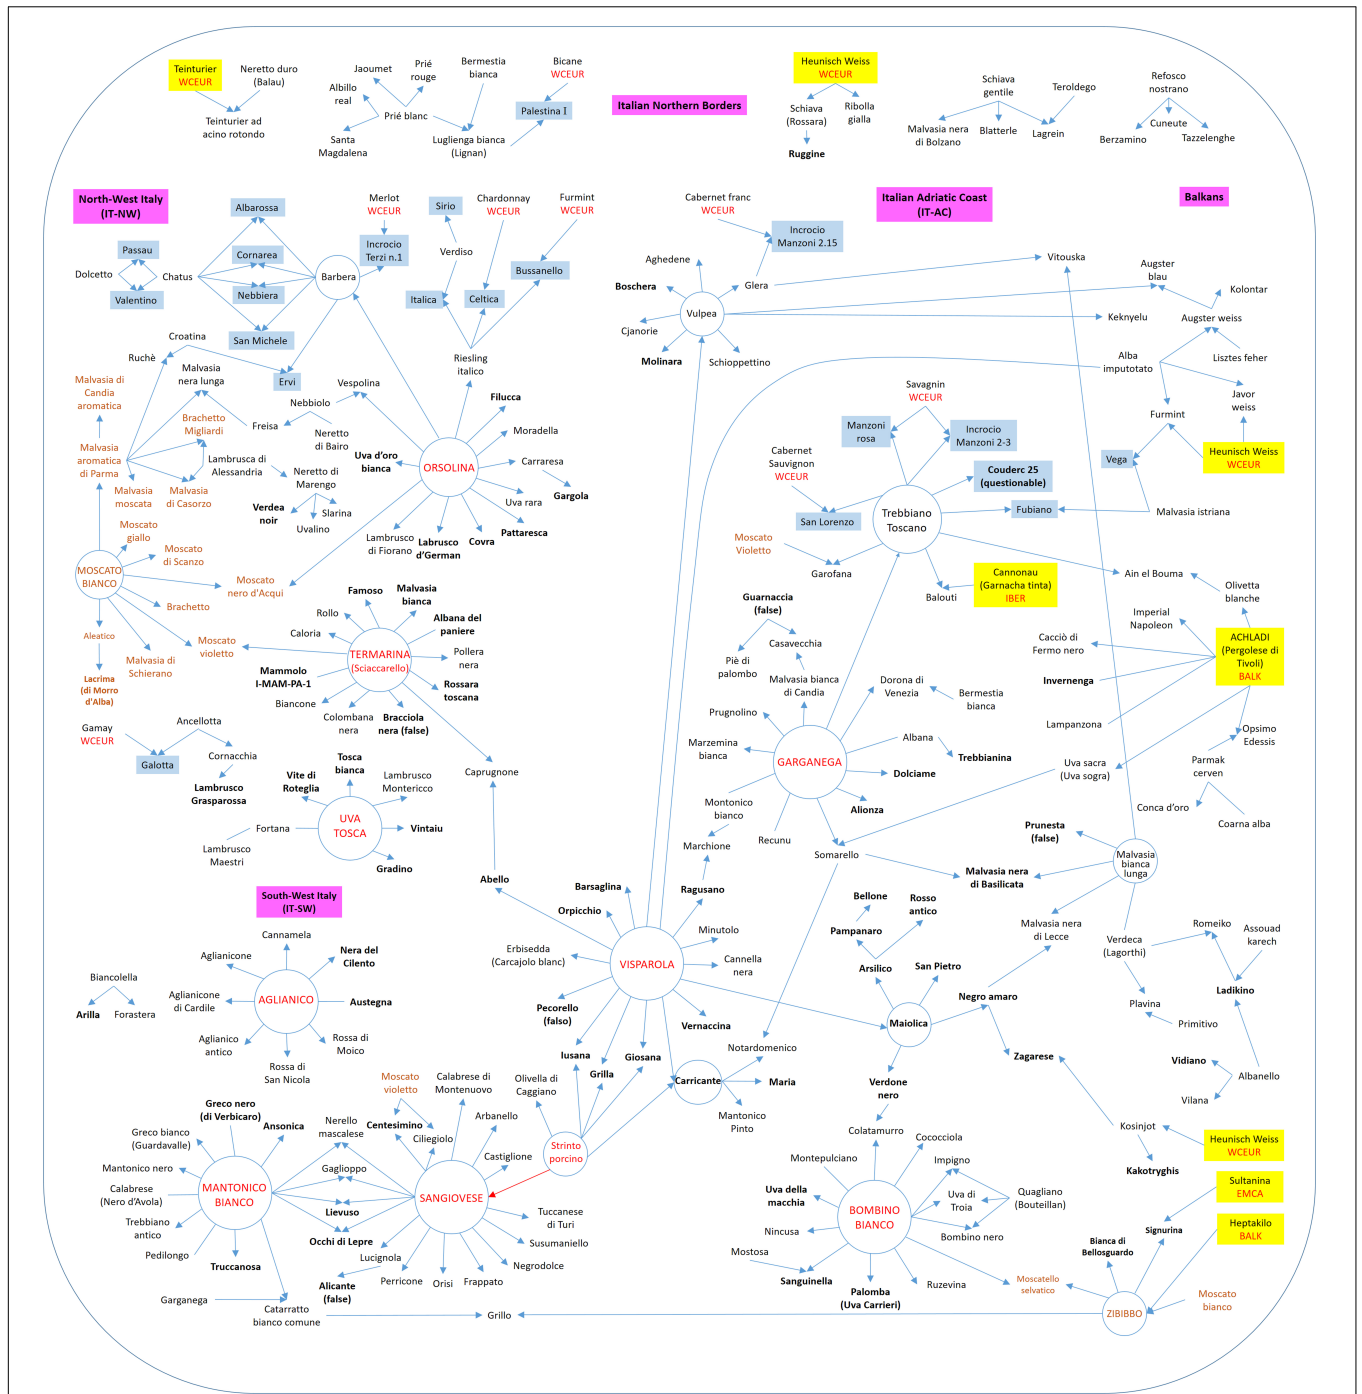 Teinturier
WCEUR
Neretto duro
(Balau)
Teinturier ad
acino rotondo
Jaoumet
Prié
rouge
Albillo
real
Prié blanc
Santa
Magdalena
Bermestia
bianca
Luglienga bianca
(Lignan)
Bicane
WCEUR
Palestina I
Italian Northern Borders
Heunisch Weiss
WCEUR
Schiava
(Rossara)
Ribolla
gialla
Ruggine
Schiava
gentile
Teroldego
Malvasia nera
di Bolzano
Blatterle
Lagrein
Refosco
nostrano
Berzamino
Cuneute
Tazzelenghe
North-West Italy
(IT-NW)
Albarossa
Merlot
WCEUR
Sirio
Chardonnay
WCEUR
Furmint
WCEUR
Passau
Dolcetto
Chatus
Valentino
Cornarea
Nebbiera
San Michele
Barbera
Incrocio
Terzi n.1
Verdiso
Italica
Celtica
Bussanello
Croatina
Ruchè
Ervi
Riesling
italico
Cabernet franc
WCEUR
Incrocio
Manzoni 2.15
Italian Adriatic Coast
(IT-AC)
Balkans
Aghedene
Boschera
Glera
Vulpea
Cjanorie
Molinara
Schioppettino
Vitouska
Augster
blau
Kolontar
Keknyelu
Augster weiss
Alba
imputotato
Lisztes feher
Javor
weiss
Furmint
Vega
Heunisch Weiss
WCEUR
Malvasia istriana
Malvasia di
Candia
aromatica
Malvasia
nera lunga
Vespolina
Nebbiolo
Freisa
Neretto
di Bairo
Brachetto
Migliardi
Malvasia
aromatica
di Parma
Lambrusca di
Alessandria
Neretto di
Marengo
Malvasia
moscata
Malvasia
di Casorzo
Verdea
noir
Slarina
Uvalino
Filucca
Moradella
Uva d'oro
bianca
ORSOLINA
Carraresa
Gargola
Uva rara
Pattaresca
Lambrusco
di Fiorano
Labrusco
d'German
Covra
Moscato
giallo
Moscato
di Scanzo
MOSCATO
BIANCO
Moscato
nero d'Acqui
Brachetto
Aleatico
Moscato
violetto
Malvasia di
Schierano
Lacrima
(di Morro
d'Alba)
Savagnin
WCEUR
Manzoni
rosa
Incrocio
Manzoni 2-3
Cabernet
Sauvignon
WCEUR
Couderc 25
(questionable)
Trebbiano
Toscano
San Lorenzo
Fubiano
Moscato
Violetto
Garofana
Balouti
Cannonau
(Garnacha tinta)
IBER
Ain el Bouma
Olivetta
blanche
Imperial
Napoleon
Cacciò di
Fermo nero
Invernenga
Lampanzona
ACHLADI
(Pergolese di
Tivoli)
BALK
Opsimo
Edessis
Uva sacra
(Uva sogra)
Parmak
cerven
Conca d'oro
Coarna alba
Famoso
Malvasia
bianca
Rollo
Albana del
paniere
Caloria
TERMARINA
(Sciaccarello)
Pollera
nera
Mammolo
I-MAM-PA-1
Rossara
toscana
Biancone
Colombana
nera
Bracciola
nera (false)
Gamay
WCEUR
Ancellotta
Galotta
Cornacchia
Lambrusco
Grasparossa
Tosca
bianca
Vite di
Roteglia
Lambrusco
Montericco
Fortana
UVA
TOSCA
Vintaiu
Lambrusco
Maestri
Gradino
Caprugnone
Abello
Guarnaccia
(false)
Piè di
palombo
Casavecchia
Malvasia bianca
di Candia
Dorona di
Venezia
Bermestia
bianca
Prugnolino
Marzemina
bianca
GARGANEGA
Albana
Trebbianina
Dolciame
Montonico
bianco
Alionza
Recunu
Marchione
Somarello
Ragusano
Malvasia nera
di Basilicata
Prunesta
(false)
Malvasia
bianca
lunga
Malvasia nera
di Lecce
Verdeca
(Lagorthi)
Romeiko
Assouad
karech
Ladikino
Plavina
Primitivo
Vidiano
Albanello
Vilana
South-West Italy
(IT-SW)
Cannamela
Aglianicone
Nera del
Cilento
Biancolella
Arilla
Forastera
Aglianicone
di Cardile
AGLIANICO
Austegna
Aglianico
antico
Rossa di
San Nicola
Rossa di
Moico
Barsaglina
Orpicchio
Erbisedda
(Carcajolo blanc)
VISPAROLA
Minutolo
Cannella
nera
Pecorello
(falso)
Vernaccina
Iusana
Grilla
Giosana
Carricante
Notardomenico
Maria
Mantonico
Pinto
Strinto
porcino
Olivella di
Caggiano
Bellone
Pampanaro
Rosso
antico
Arsilico
San Pietro
Maiolica
Negro amaro
Zagarese
Verdone
nero
Kosinjot
Kakotryghis
Heunisch Weiss
WCEUR
Sultanina
EMCA
Heptakilo
BALK
Greco nero
(di Verbicaro)
Ansonica
Greco bianco
(Guardavalle)
Mantonico nero
MANTONICO
BIANCO
Calabrese
(Nero d'Avola)
Trebbiano
antico
Pedilongo
Truccanosa
Garganega
Catarratto
bianco comune
Grillo
Nerello
mascalese
Gaglioppo
Lievuso
Occhi di Lepre
Moscato
violetto
Centesimino
Ciliegiolo
Calabrese di
Montenuovo
Arbanello
Castiglione
SANGIOVESE
Tuccanese
di Turi
Susumaniello
Negrodolce
Frappato
Orisi
Perricone
Lucignola
Alicante
(false)
Colatamurro
Montepulciano
Cococciola
Impigno
Uva della
macchia
BOMBINO
BIANCO
Uva di
Troia
Quagliano
(Bouteillan)
Nincusa
Bombino nero
Mostosa
Sanguinella
Palomba
(Uva Carrieri)
Ruzevina
Moscatello
selvatico
Bianca di
Bellosguardo
Signurina
ZIBIBBO
Moscato
bianco